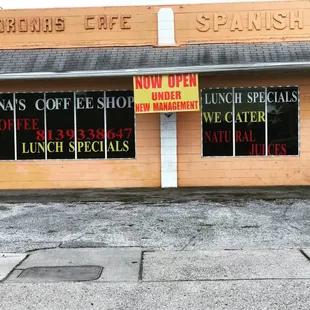 ORONAS CAFE SPANISH
NOW OPEN
UNDER
NEW MANAGEMENT
NA'S COFFEE SHOP
OFFEE 8139338647
LUNCH SPECIALS
LUNCH SPECIALS
WE CATER
NATURAL
JUICES